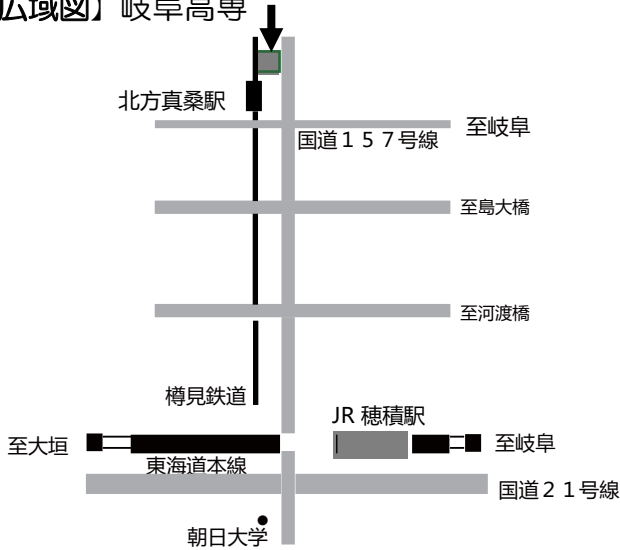 広域図】岐阜高専
北方真桑駅
国道１５７号線
至岐阜
至島大橋
至河渡橋
樽見鉄道
JR 穂積駅
至大垣
至岐阜
東海道本線
国道２１号線
朝日大学